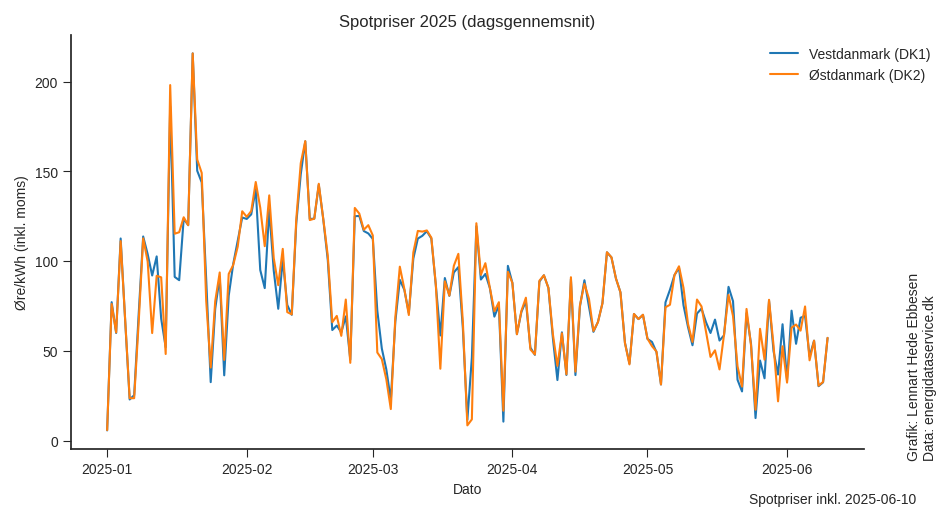 Spotpriser 2025 (dagsgennemsnit)
Vestdanmark (DK1)
Østdanmark (DK2)
Øre/kWh (inkl. moms)
200
150
100
50
0
2025-01
2025-02
2025-03
2025-04
2025-05
2025-06
Dato
Grafik: Lennart Hede Ebbesen
Data: energidataservice.dk
Spotpriser inkl. 2025-06-10